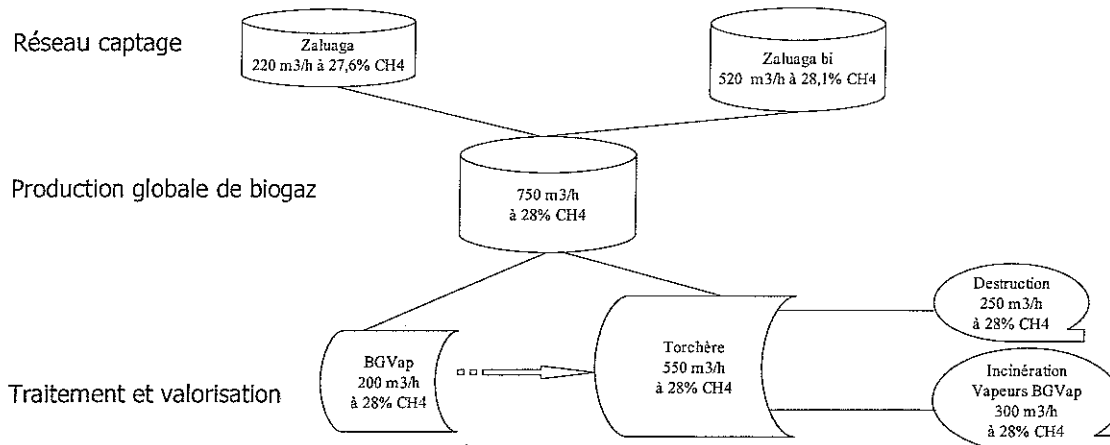 Réseau captage
Zaluaga
220 m3/h à 27,6% CH4
Zaluaga bi
520 m3/h à 28,1% CH4
Production globale de biogaz
750 m3/h
à 28% CH4
Traitement et valorisation
BGVap
200 m3/h
à 28% CH4
Torchère
550 m3/h
à 28% CH4
Destruction
250 m3/h
à 28% CH4
Incinération
Vapeurs BGVap
300 m3/h
à 28% CH4